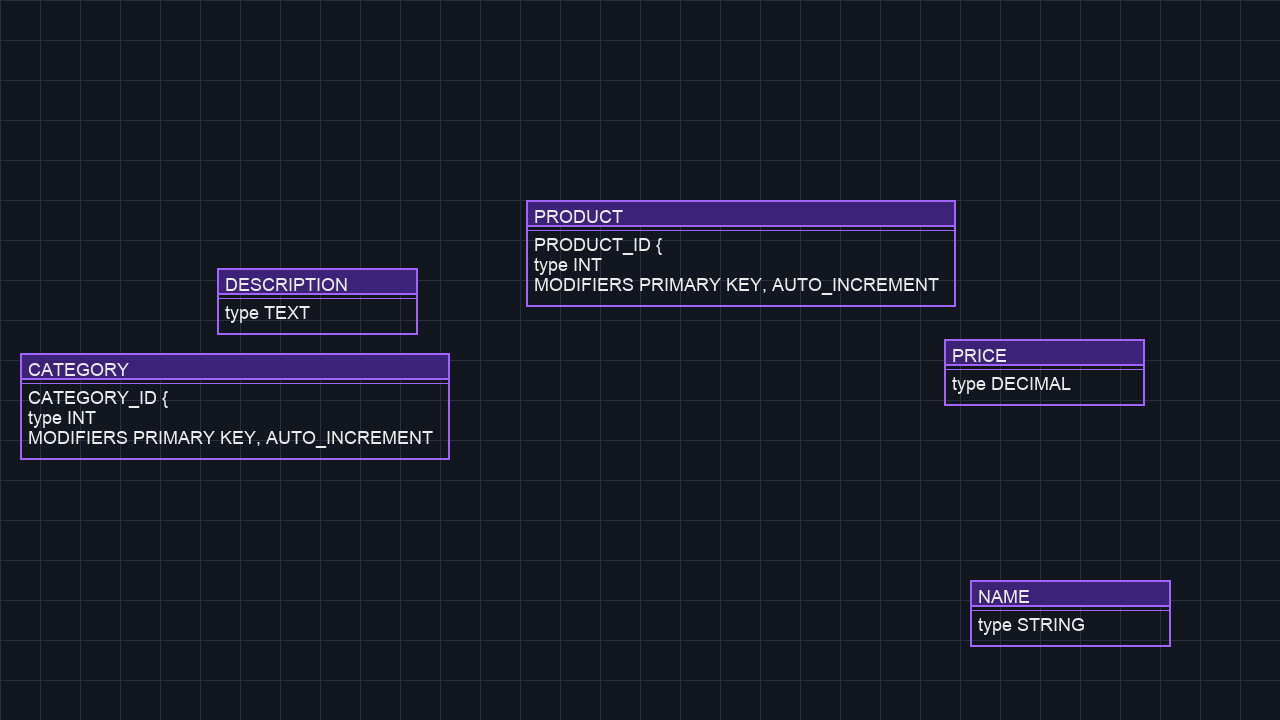 PRODUCT
PRODUCT_ID {
type INT
MODIFIERS PRIMARY KEY, AUTO_INCREMENT
DESCRIPTION
type TEXT
CATEGORY
CATEGORY_ID {
type INT
MODIFIERS PRIMARY KEY, AUTO_INCREMENT
PRICE
type DECIMAL
NAME
type STRING